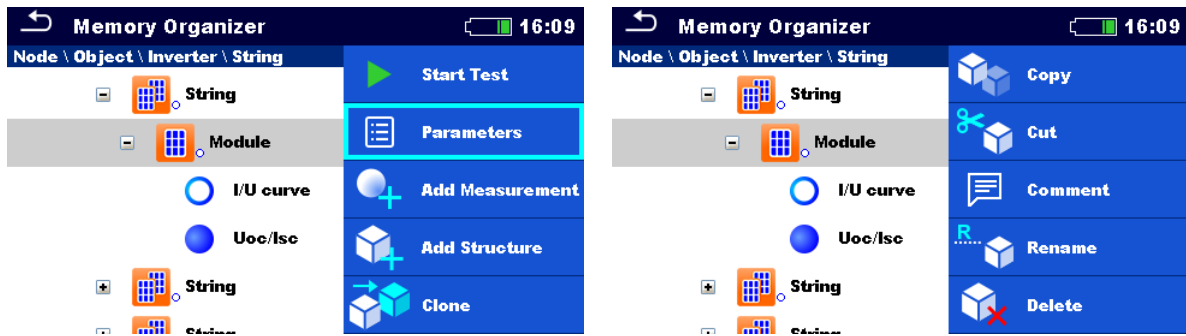 Memory Organizer 16:09
Node \ Object \ Inverter \ String
String
Module
I/U curve
Uoc/Isc
String
String
Start Test
Parameters
Add Measurement
Add Structure
Clone
Memory Organizer 16:09
Node \ Object \ Inverter \ String
String
Module
I/U curve
Uoc/Isc
String
String
Copy
Cut
Comment
R
Rename
Delete